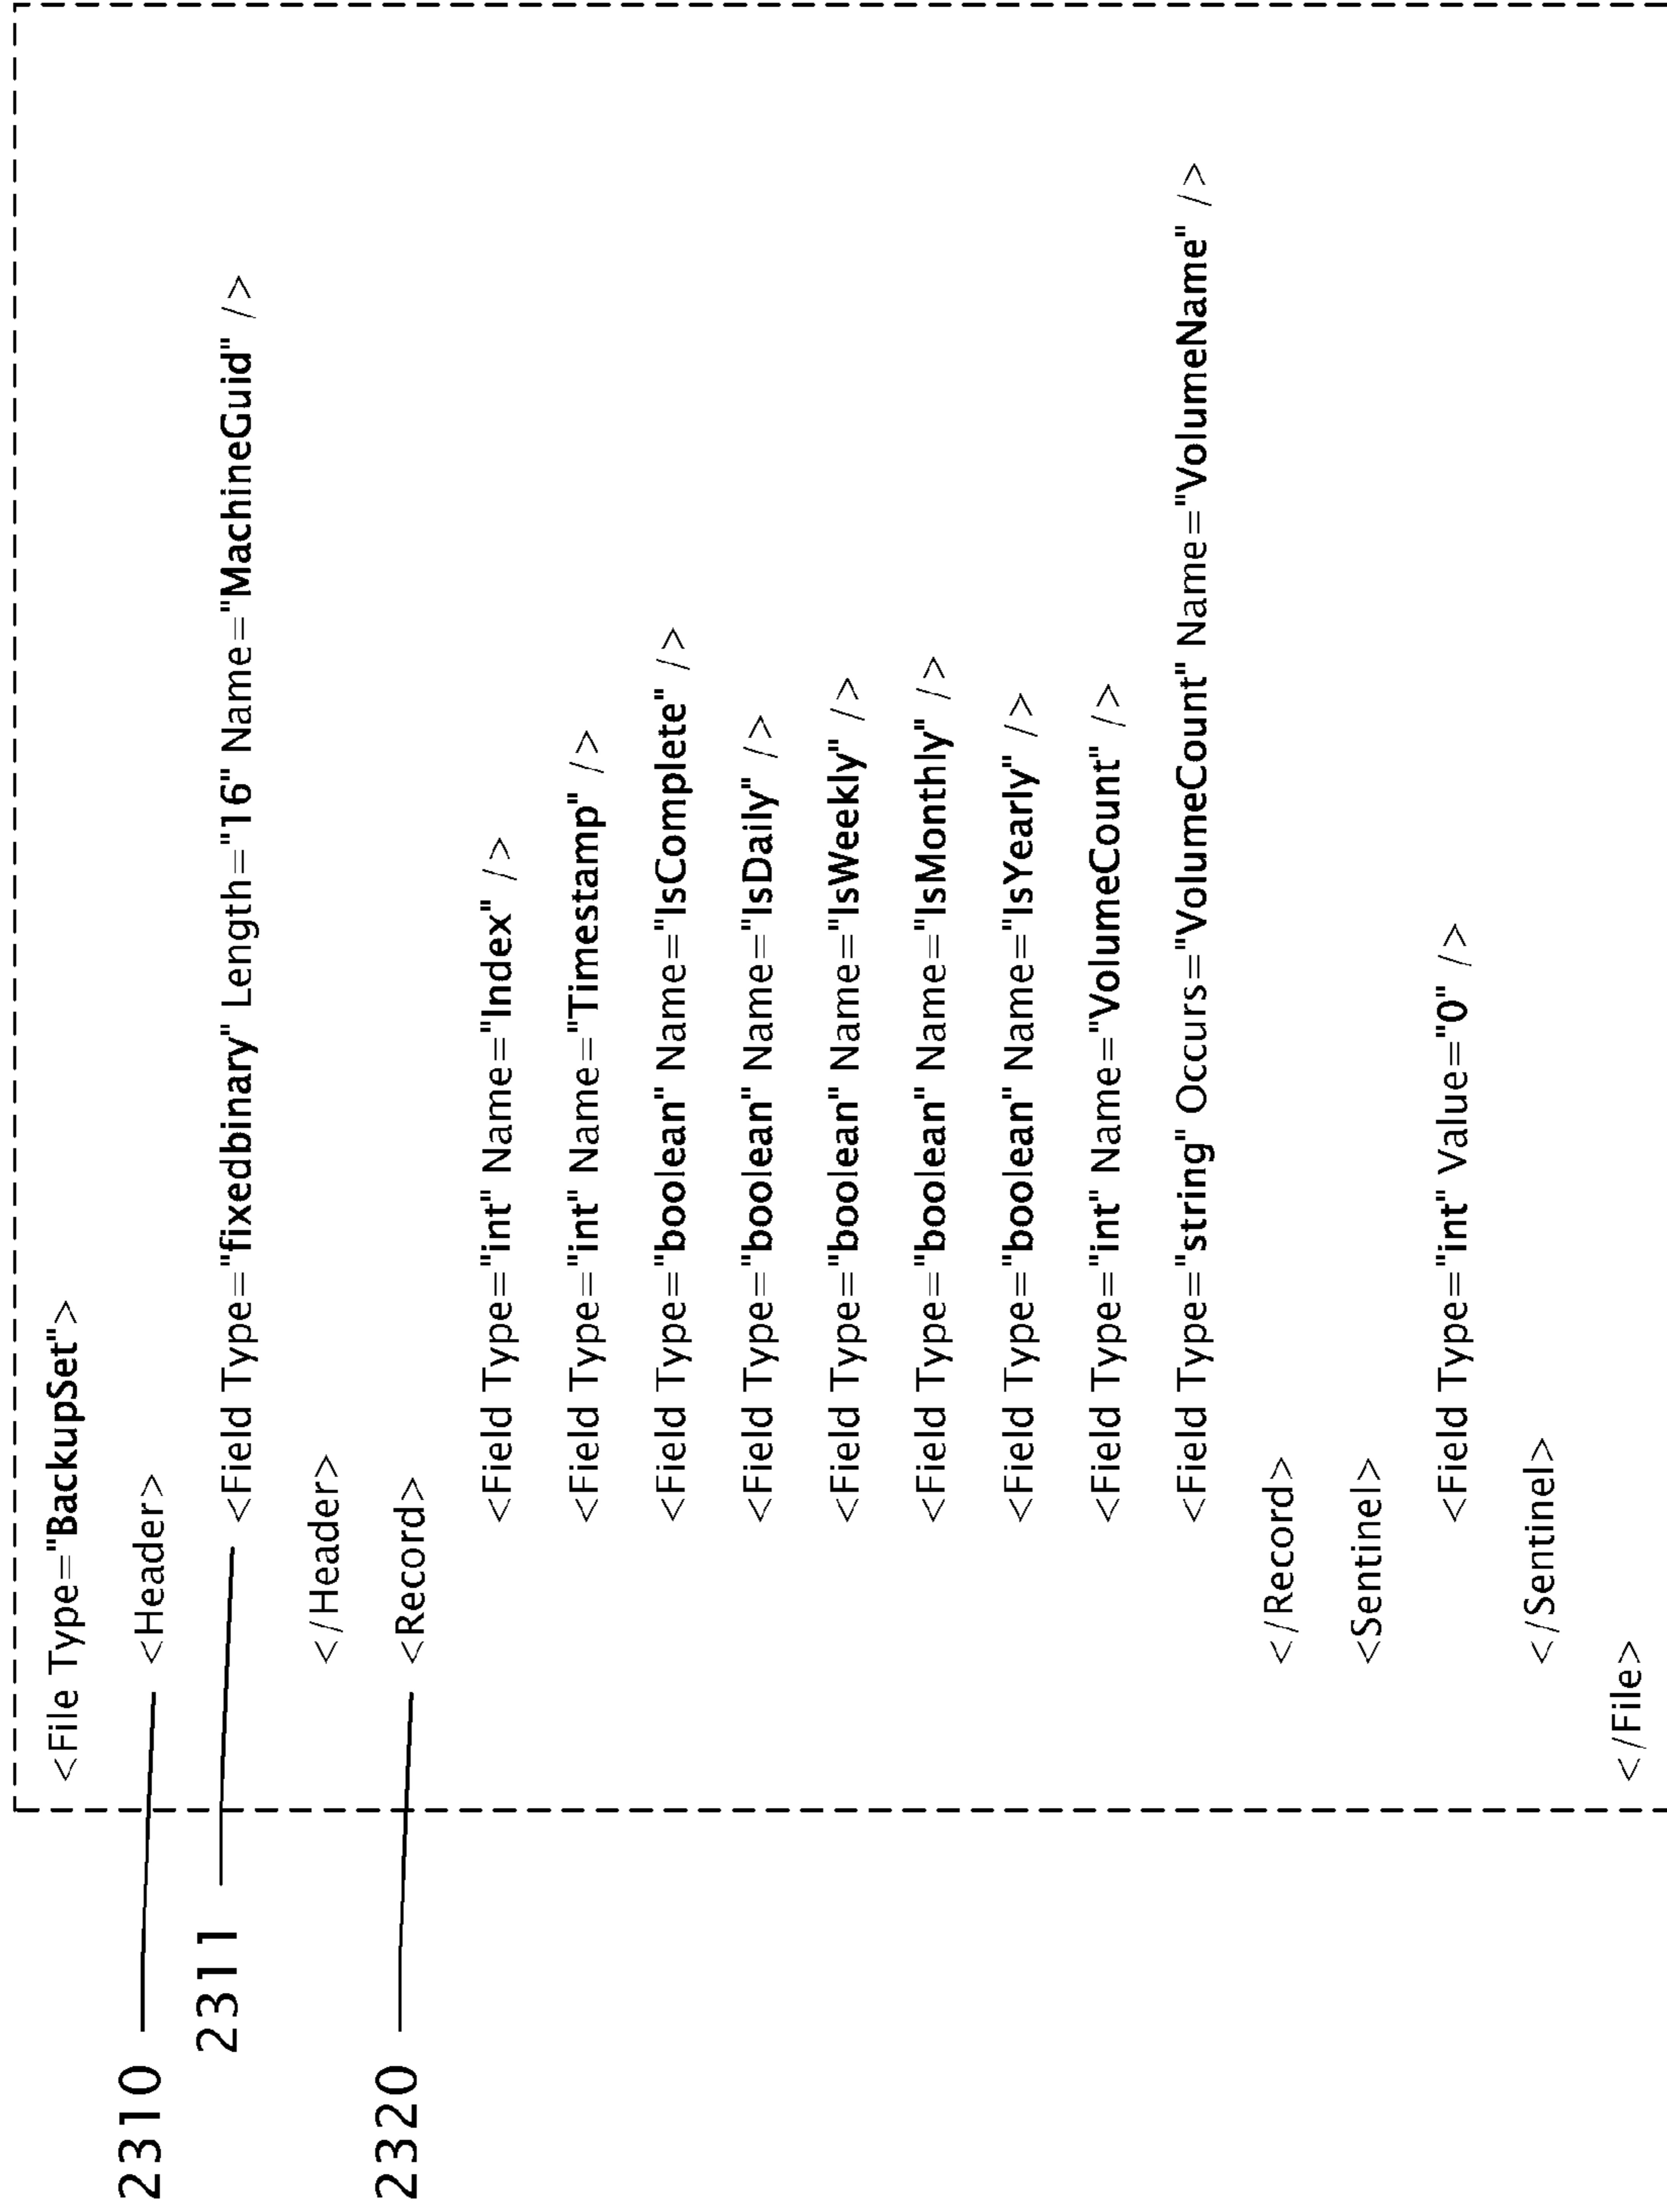 <File Type="BackupSet">
2310 <Header>
2311 <Field Type="fixedbinary" Length="16" Name="MachineGuid" />
</Header>
2320 <Record>
<Field Type="int" Name="Index" />
<Field Type="int" Name="Timestamp" />
<Field Type="boolean" Name="IsComplete" />
<Field Type="boolean" Name="IsDaily" />
<Field Type="boolean" Name="IsWeekly" />
<Field Type="boolean" Name="IsMonthly" />
<Field Type="boolean" Name="IsYearly" />
<Field Type="int" Name="VolumeCount" />
<Field Type="string" Occurs="VolumeCount" Name="VolumeName" />
</Record>
<Sentinel>
<Field Type="int" Value="0" />
</Sentinel>
</File>